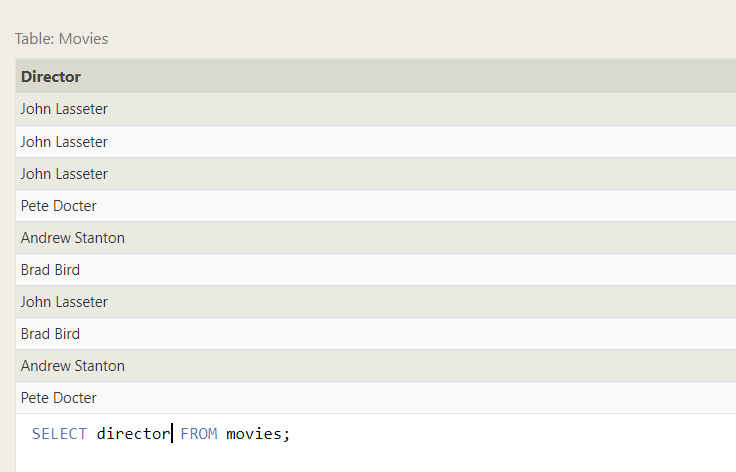 Table: Movies
Director
John Lasseter
John Lasseter
John Lasseter
Pete Docter
Andrew Stanton
Brad Bird
John Lasseter
Brad Bird
Andrew Stanton
Pete Docter
SELECT director FROM movies;